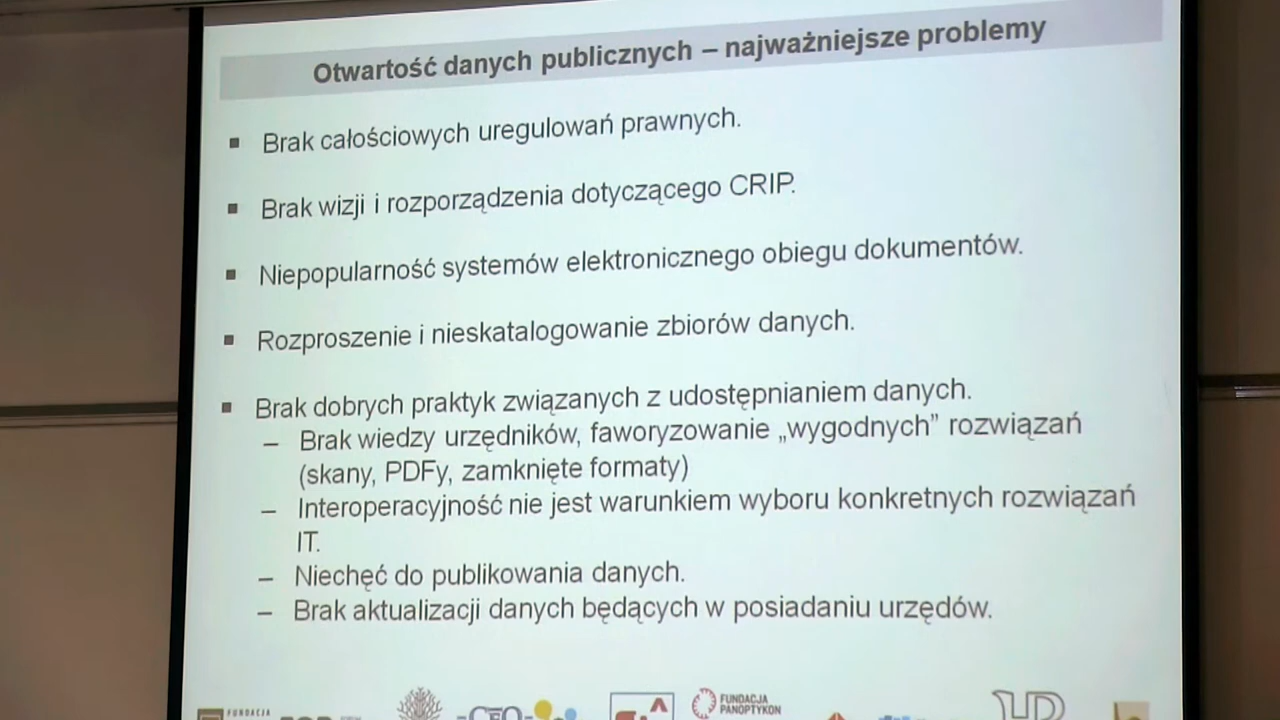 Otwartość danych publicznych – najważniejsze problemy
Brak całościowych uregulowań prawnych.
Brak wizji i rozporządzenia dotyczącego CRIP.
Niepopularność systemów elektronicznego obiegu dokumentów.
Rozproszenie i nieskatalogowanie zbiorów danych.
Brak dobrych praktyk związanych z udostępnianiem danych.
– Brak wiedzy urzędników, faworyzowanie „wygodnych” rozwiązań
(skany, PDFy, zamknięte formaty)
– Interoperacyjność nie jest warunkiem wyboru konkretnych rozwiązań
IT.
– Niechęć do publikowania danych.
– Brak aktualizacji danych będących w posiadaniu urzędów.
FUNDACJA
FUNDACJA
PANOPTYKON